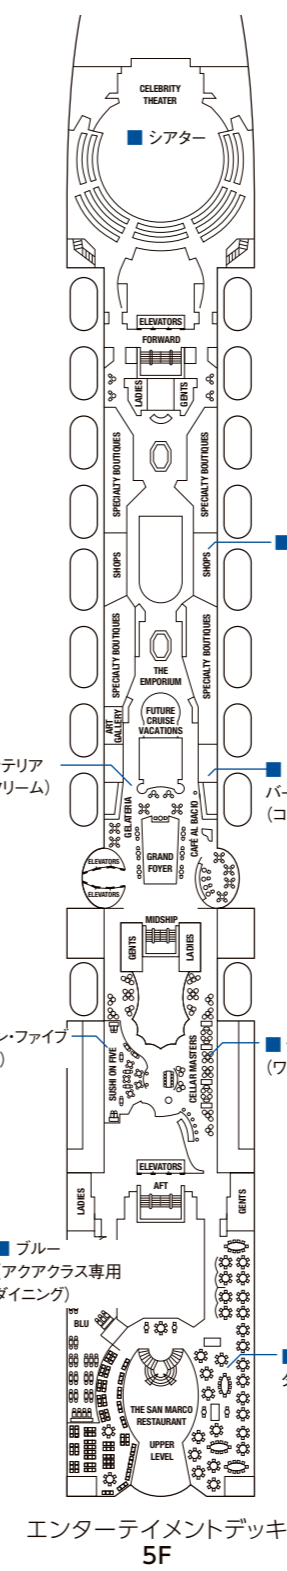 CELEBRITY
THEATER
■ シアター
ELEVATORS
FORWARD
LADIES
GENTS
SPECIALTY BOUTIQUES
SPECIALTY BOUTIQUES
SHOPS
SHOPS
SPECIALTY BOUTIQUES
SPECIALTY BOUTIQUES
THE
EMPORIUM
ART
GALLERY
FUTURE
CRUISE
VACATIONS
テリア
リーム)
■
バー
(コ
GELATERIA
CAFÉ AL BACIO
GRAND
FOYER
ELEVATORS
ELEVATORS
MIDSHIP
GENTS
LADIES
ン・ファイブ
)
SUSHI ON FIVE
CELLAR MASTERS
■
(ワ
ELEVATORS
AFT
LADIES
GENTS
■ ブルー
(アクアクラス専用
ダイニング)
BLU
THE SAN MARCO
RESTAURANT
UPPER
LEVEL
エンターテイメントデッキ
5F